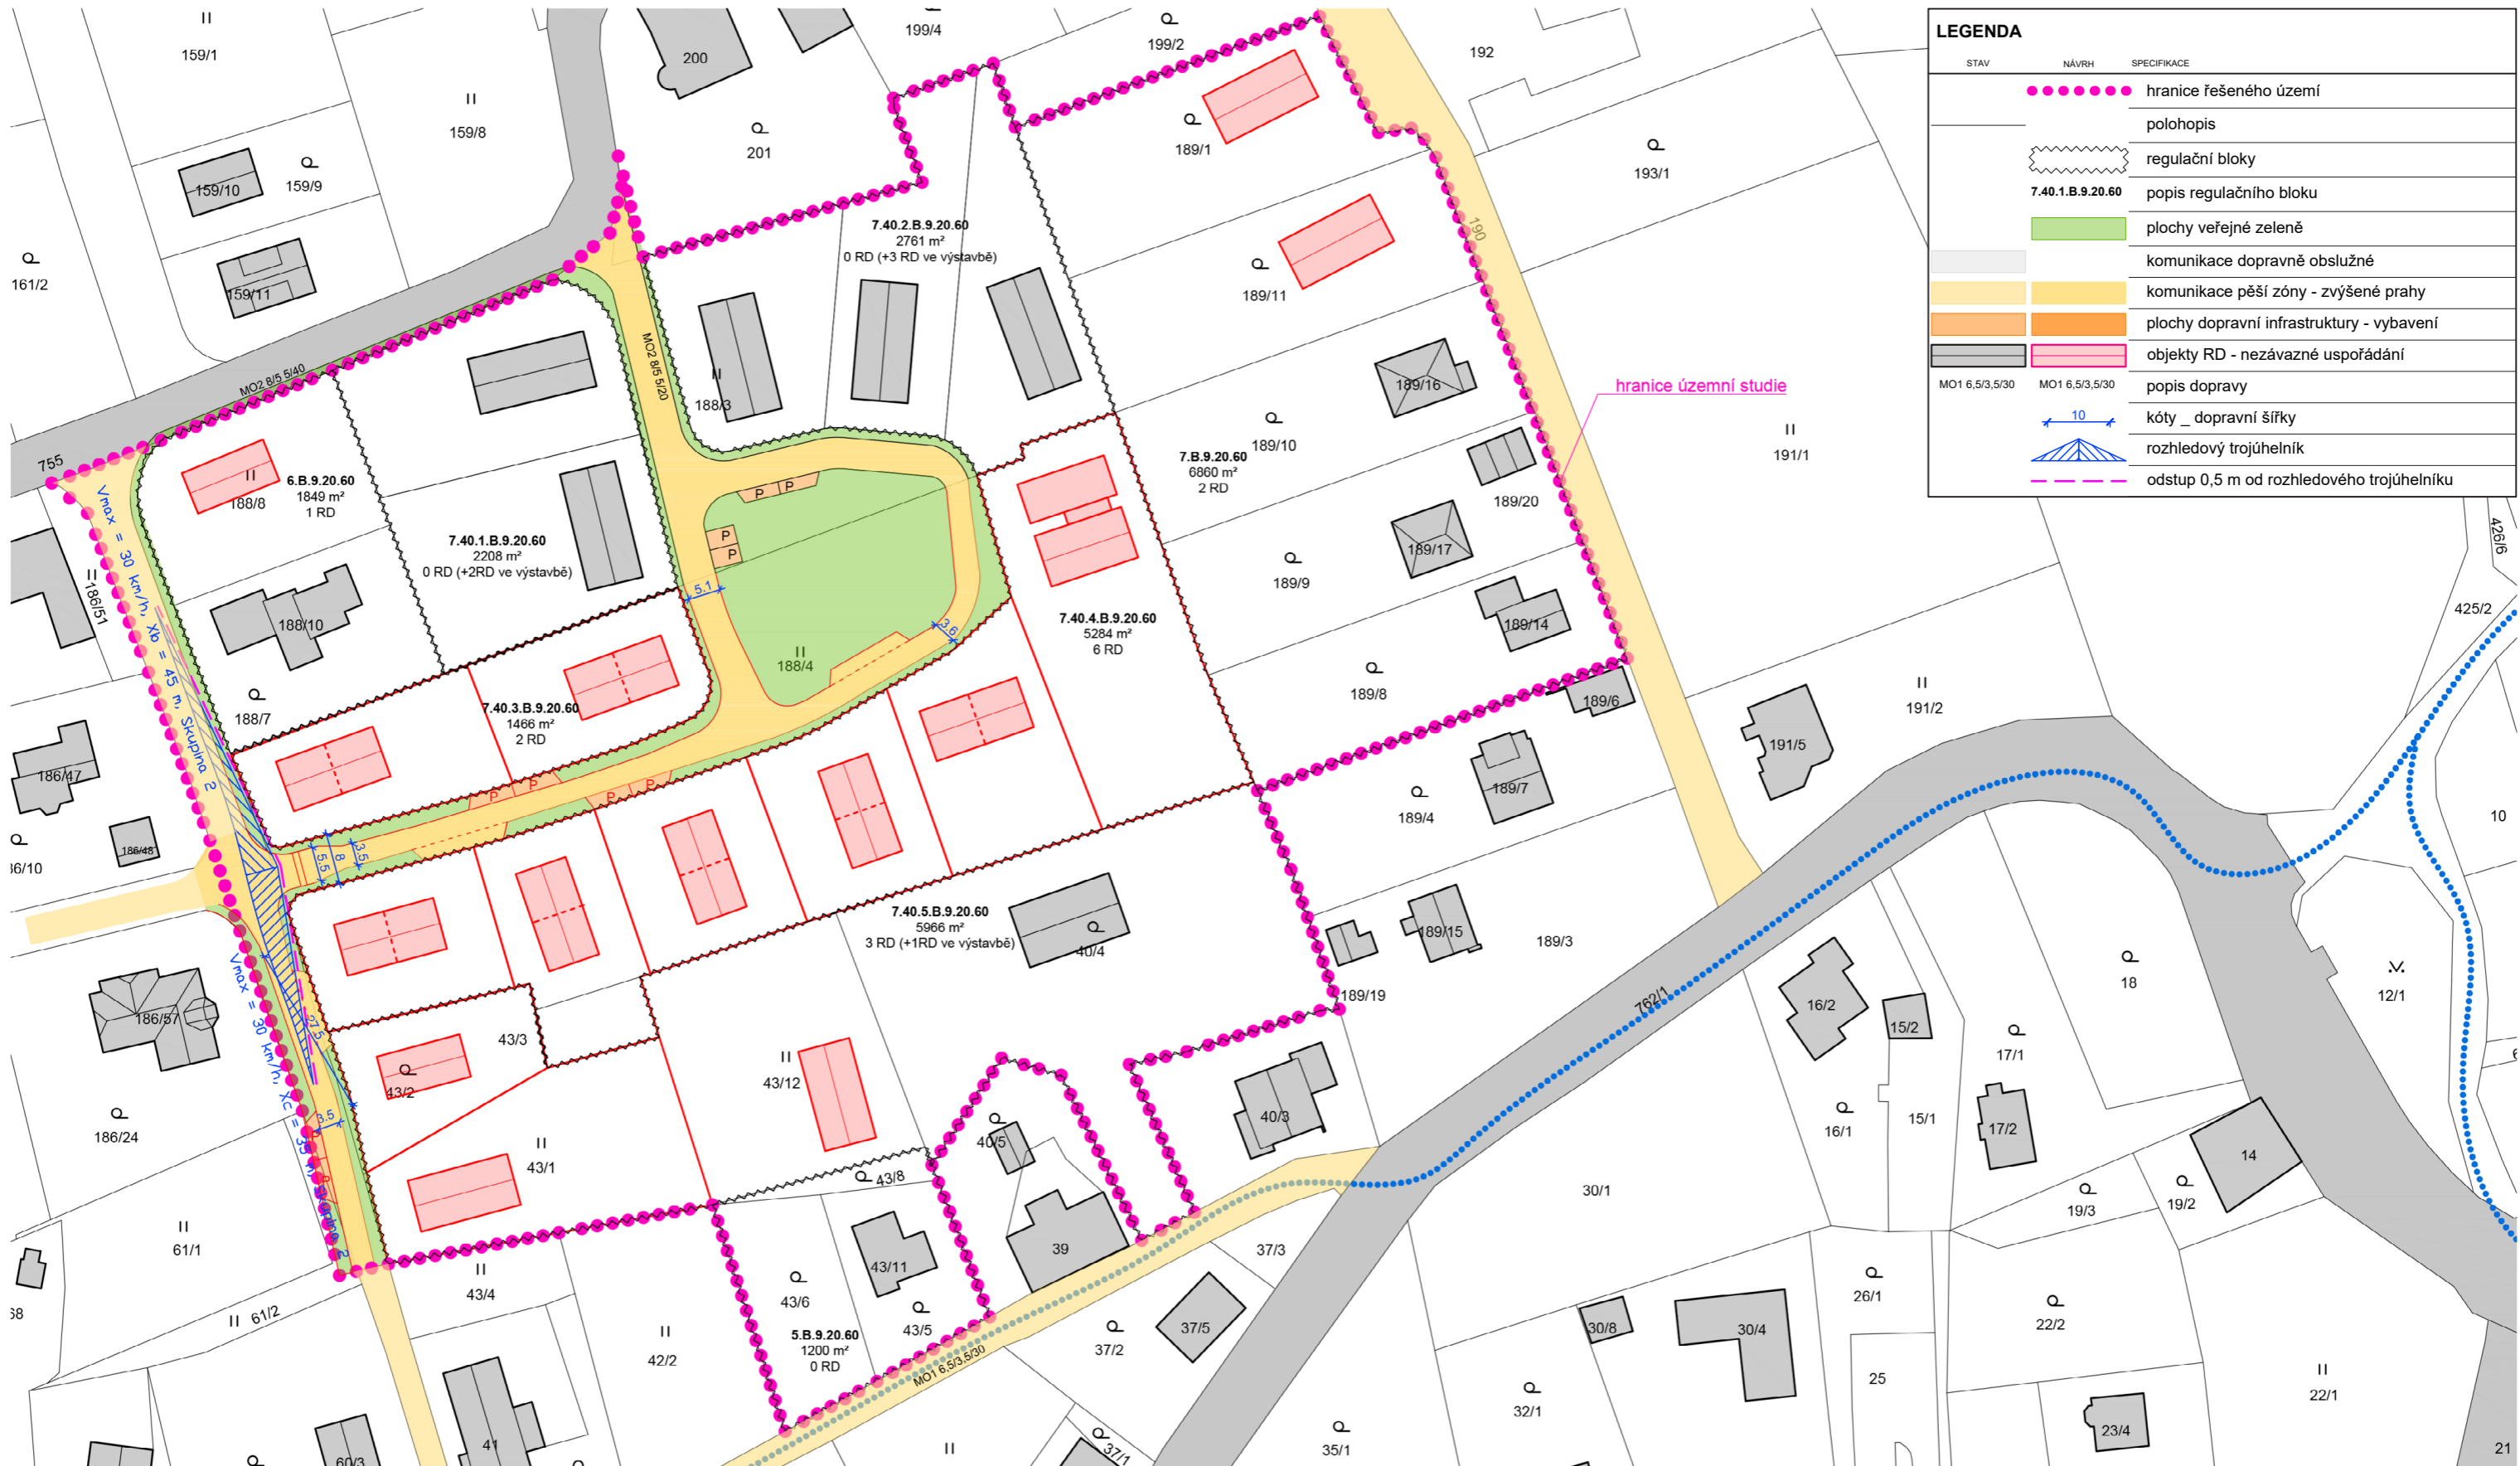 159/1
159/8
159/10
159/9
159/11
161/2
200
199/4
199/2
201
192
193/1
190
189/1
189/11
7.40.2.B.9.20.60
2761 m²
0 RD (+3 RD ve výstavbě)
LEGENDA
STAV NÁVRH SPECIFIKACE
hranice řešeného území
polohopis
regulační bloky
7.40.1.B.9.20.60 popis regulačního bloku
plochy veřejné zeleně
komunikace dopravně obslužné
komunikace pěší zóny - zvýšené prahy
plochy dopravní infrastruktury - vybavení
objekty RD - nezávazné uspořádání
MO1 6,5/3,5/30 MO1 6,5/3,5/30 popis dopravy
10 kóty _ dopravní šířky
rozhledový trojúhelník
odstup 0,5 m od rozhledového trojúhelníku
hranice územní studie
MO2 8/5 5/40
MO2 8/5 5/20
755
188/3
188/8
6.B.9.20.60
1849 m²
1 RD
7.40.1.B.9.20.60
2208 m²
0 RD (+2RD ve výstavbě)
188/10
188/7
186/51
Vmax = 30 km/h, Xb = 45 m, Skupina 2
P P
P
P
5.1
3.6
188/4
7.B.9.20.60
6860 m²
2 RD
189/10
189/16
189/20
189/17
189/9
189/14
189/8
189/6
191/1
191/2
191/5
426/6
425/2
10
7.40.4.B.9.20.60
5284 m²
6 RD
7.40.3.B.9.20.60
1466 m²
2 RD
P P
P P
5.5
8
3.5
186/47
186/48
186/57
186/24
Vmax = 30 km/h, Xc = 35 m, Skupina 2
27.5
3.5
7.40.5.B.9.20.60
5966 m²
3 RD (+1RD ve výstavbě)
40/4
189/7
189/4
189/15
189/3
189/19
762/1
43/3
43/2
43/12
43/1
43/8
40/5
40/3
39
43/11
43/5
43/6
5.B.9.20.60
1200 m²
0 RD
MO1 6.5/3,5/30
43/4
42/2
41
60/3
61/1
61/2
37/3
37/5
37/2
37/1
35/1
30/1
30/8
30/4
32/1
16/2
15/2
16/1
15/1
17/1
17/2
18
12/1
14
19/3
19/2
26/1
25
22/2
22/1
23/4
21